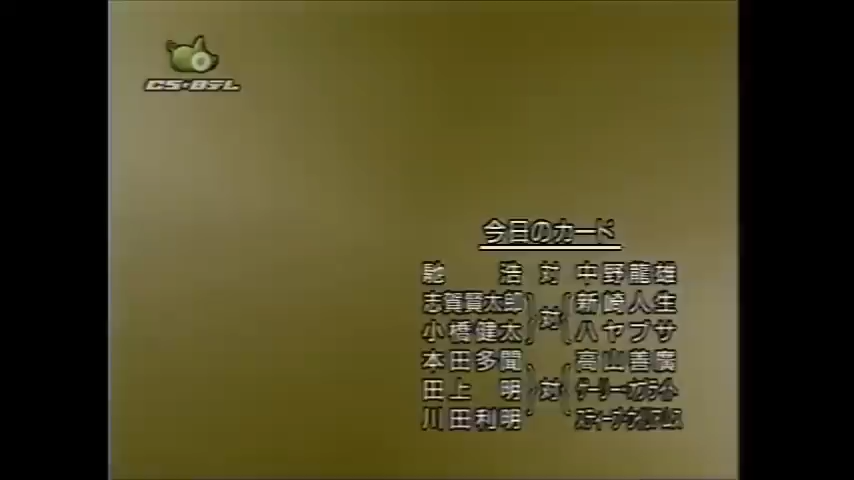 CS★日テレ
今日のカード
馳　浩 対 中野龍雄
志賀賢太郎 新崎人生
対
小橋健太 ハヤブサ
本田多聞 高山善廣
田上　明 対 ゲーリー・オブライト
川田利明 スティーブ・ウィリアムス